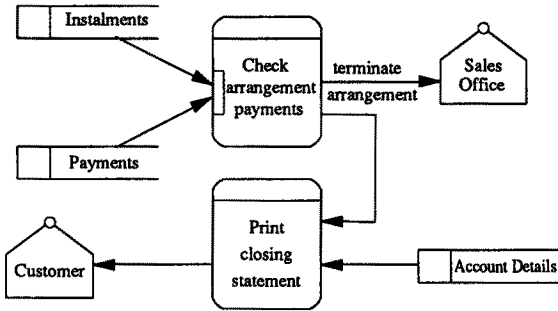 Instalments
Check
arrangement
payments
terminate
arrangement
Sales
Office
Payments
Print
closing
statement
Customer
Account Details